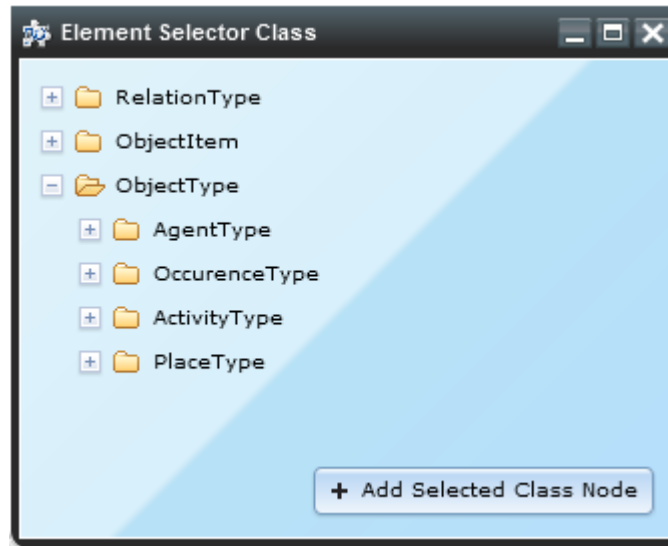 Element Selector Class
RelationType
ObjectItem
ObjectType
AgentType
OccurenceType
ActivityType
PlaceType
+ Add Selected Class Node